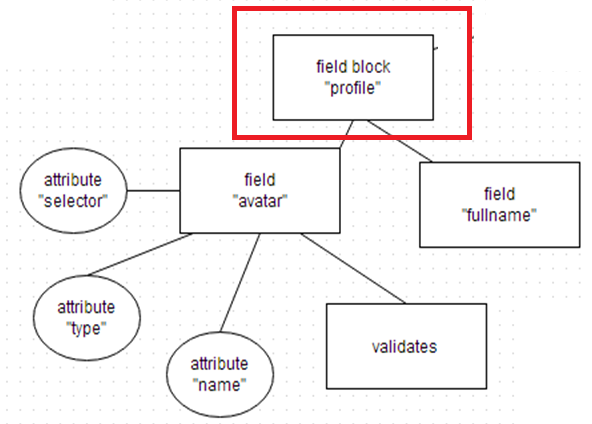 field block
"profile"
attribute
"selector"
field
"avatar"
field
"fullname"
attribute
"type"
attribute
"name"
validates